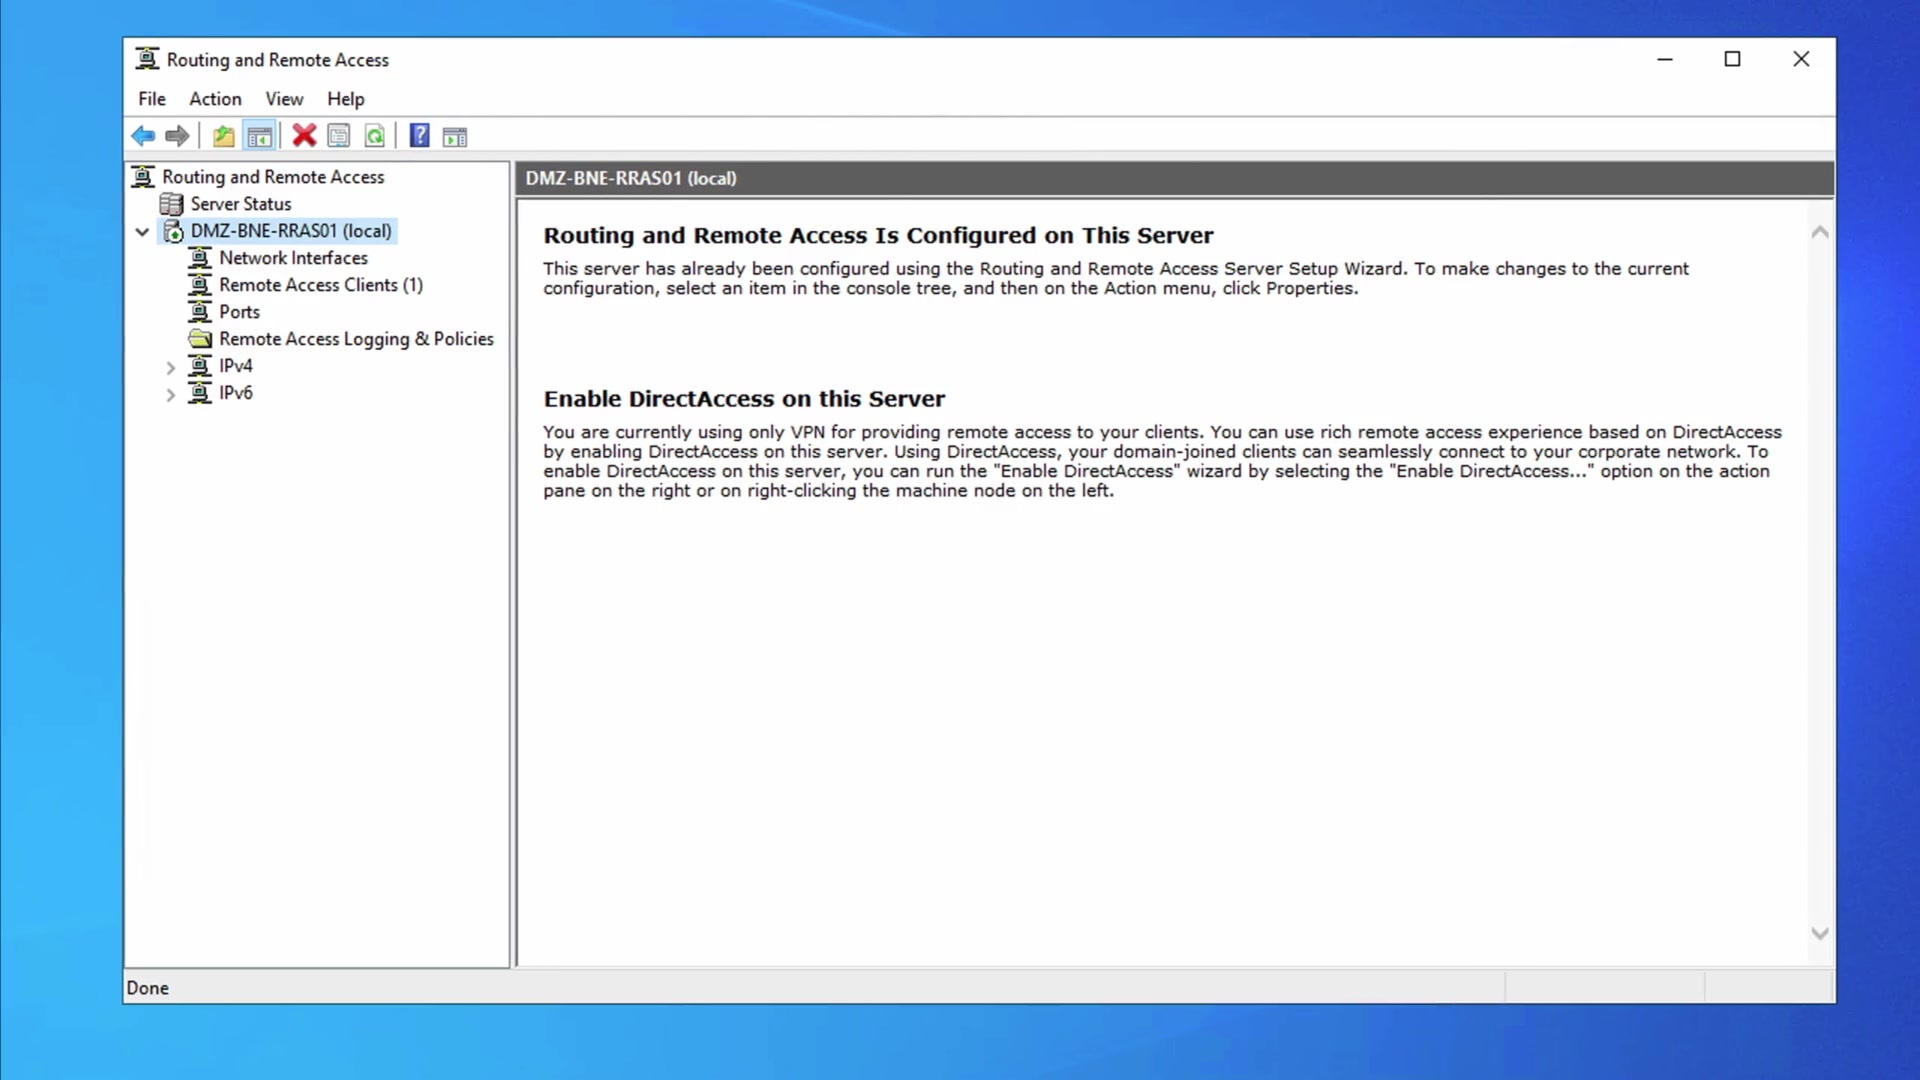 Routing and Remote Access
File Action View Help
Routing and Remote Access
Server Status
DMZ-BNE-RRAS01 (local)
Network Interfaces
Remote Access Clients (1)
Ports
Remote Access Logging & Policies
IPv4
IPv6
DMZ-BNE-RRAS01 (local)
Routing and Remote Access Is Configured on This Server
This server has already been configured using the Routing and Remote Access Server Setup Wizard. To make changes to the current
configuration, select an item in the console tree, and then on the Action menu, click Properties.
Enable DirectAccess on this Server
You are currently using only VPN for providing remote access to your clients. You can use rich remote access experience based on DirectAccess
by enabling DirectAccess on this server. Using DirectAccess, your domain-joined clients can seamlessly connect to your corporate network. To
enable DirectAccess on this server, you can run the "Enable DirectAccess" wizard by selecting the "Enable DirectAccess..." option on the action
pane on the right or on right-clicking the machine node on the left.
Done